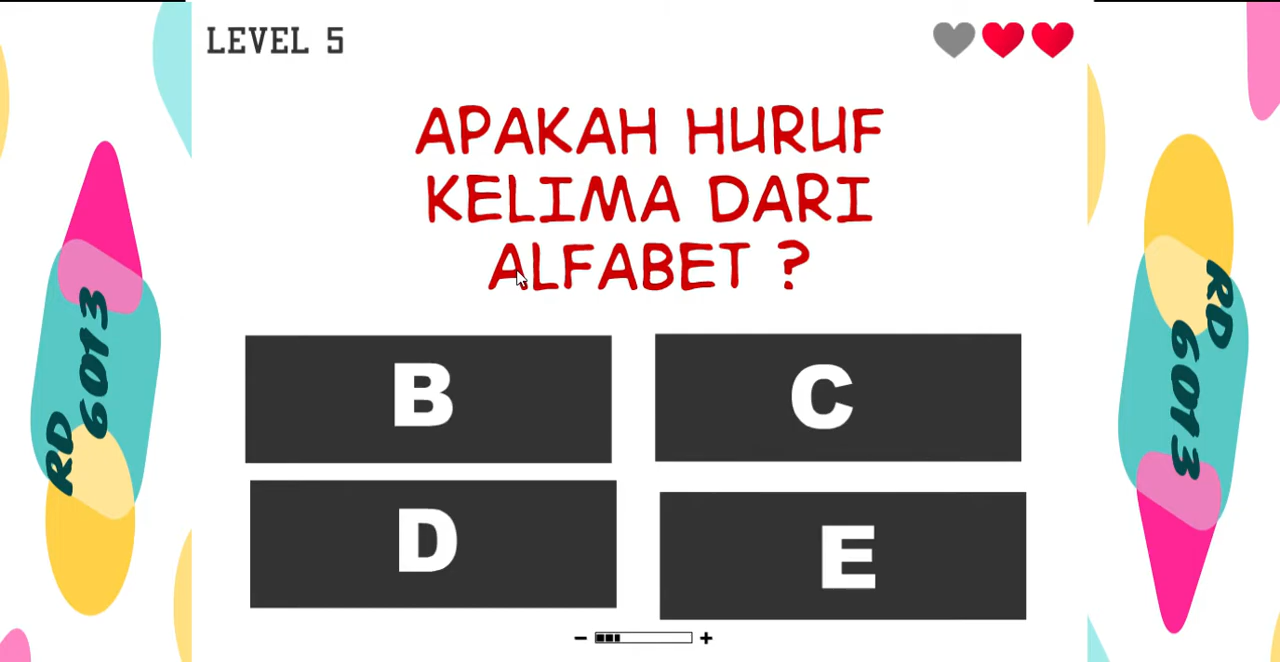 LEVEL 5
APAKAH HURUF
KELIMA DARI
ALFABET ?
B
C
D
E
- +
RD
6013
RD
6013